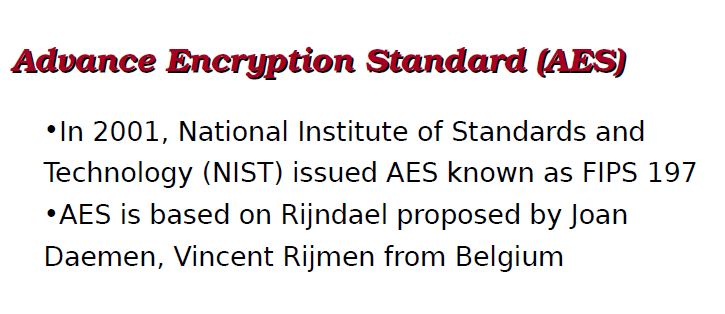 Advance Encryption Standard (AES)
•In 2001, National Institute of Standards and
Technology (NIST) issued AES known as FIPS 197
•AES is based on Rijndael proposed by Joan
Daemen, Vincent Rijmen from Belgium